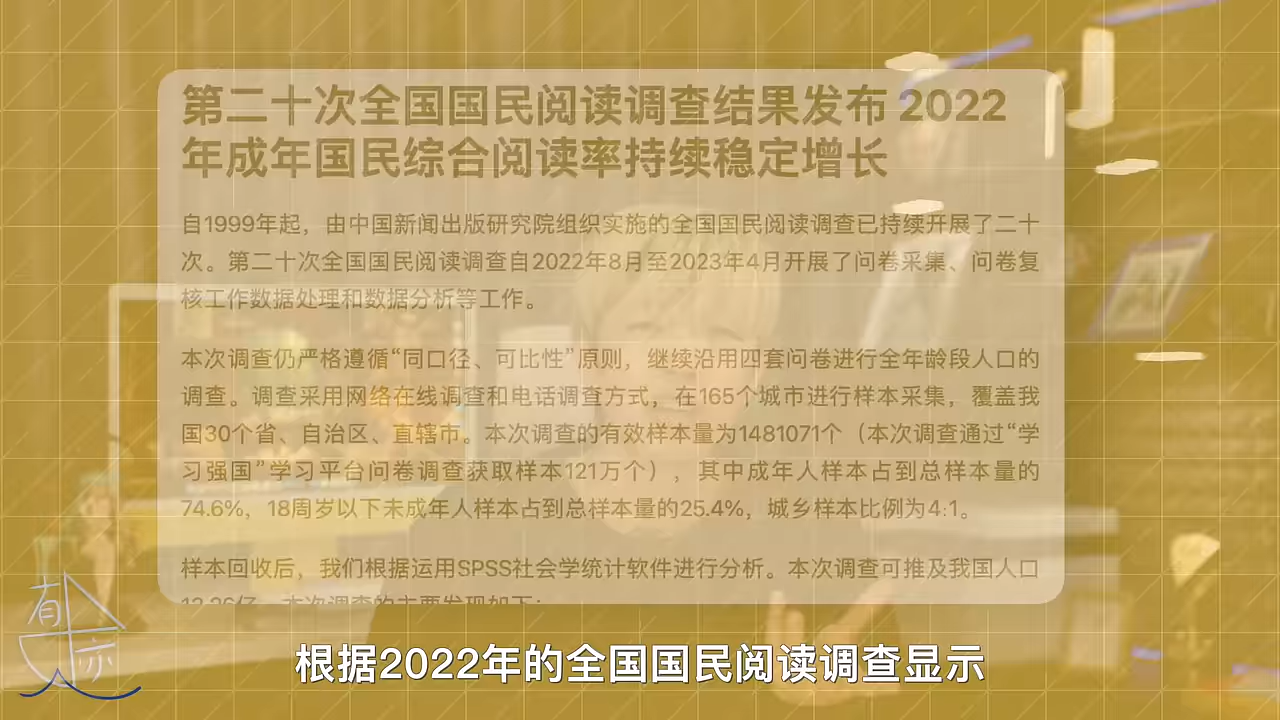 第二十次全国国民阅读调查结果发布 2022
年成年国民综合阅读率持续稳定增长
自1999年起，由中国新闻出版研究院组织实施的全国国民阅读调查已持续开展了二十
次。第二十次全国国民阅读调查自2022年8月至2023年4月开展了问卷采集、问卷复
核工作数据处理和数据分析等工作。
本次调查仍严格遵循“同口径、可比性”原则，继续沿用四套问卷进行全年龄段人口的
调查。调查采用网络在线调查和电话调查方式，在165个城市进行样本采集，覆盖我
国30个省、自治区、直辖市。本次调查的有效样本量为1481071个（本次调查通过“学
习强国”学习平台问卷调查获取样本121万个），其中成年人样本占到总样本量的
74.6%，18周岁以下未成年人样本占到总样本量的25.4%，城乡样本比例为4:1。
样本回收后，我们根据运用SPSS社会学统计软件进行分析。本次调查可推及我国人口
有
亦
根据2022年的全国国民阅读调查显示